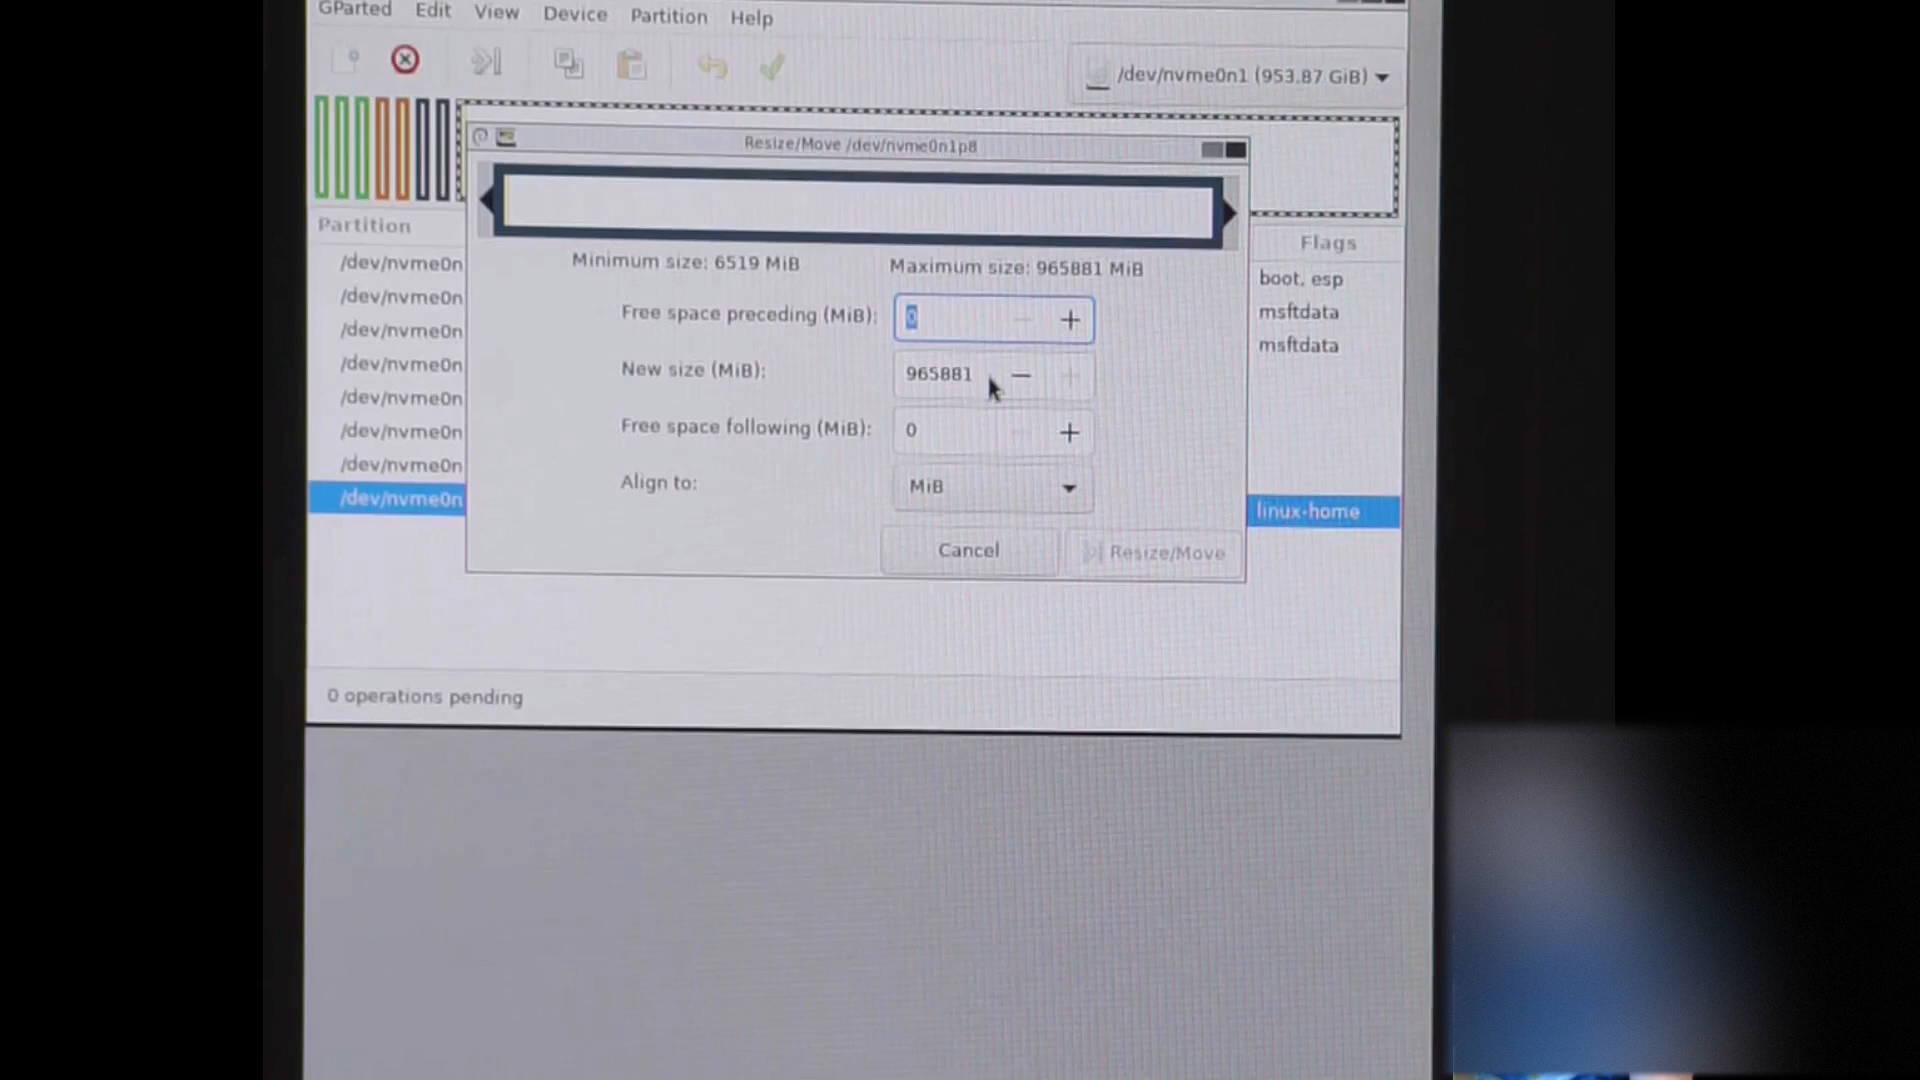 GParted Edit View Device Partition Help
/dev/nvme0n1 (953.87 GiB)
Resize/Move /dev/nvme0n1p8
Partition
Flags
/dev/nvme0n
/dev/nvme0n
/dev/nvme0n
/dev/nvme0n
/dev/nvme0n
/dev/nvme0n
/dev/nvme0n
/dev/nvme0n
Minimum size: 6519 MiB
Maximum size: 965881 MiB
Free space preceding (MiB): 0
New size (MiB): 965881
Free space following (MiB): 0
Align to: MiB
Cancel
Resize/Move
boot, esp
msftdata
msftdata
linux-home
0 operations pending